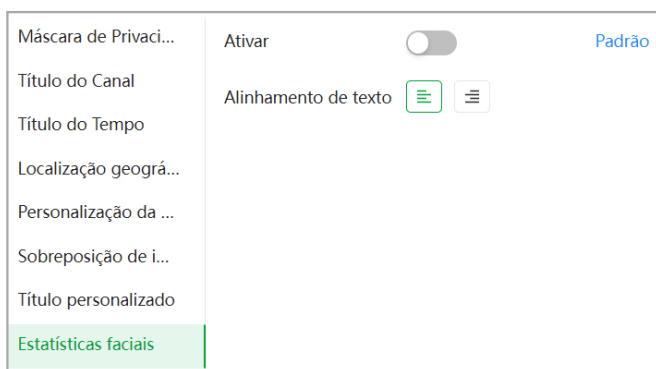 Máscara de Privaci...
Título do Canal
Título do Tempo
Localização geográ...
Personalização da ...
Sobreposição de i...
Título personalizado
Estatísticas faciais
Ativar
Padrão
Alinhamento de texto